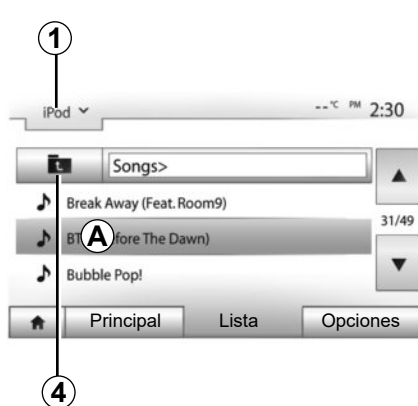 1
iPod
--°C PM 2:30
Songs>
Break Away (Feat. Room9)
31/49
BT A fore The Dawn)
Bubble Pop!
Principal Lista Opciones
4